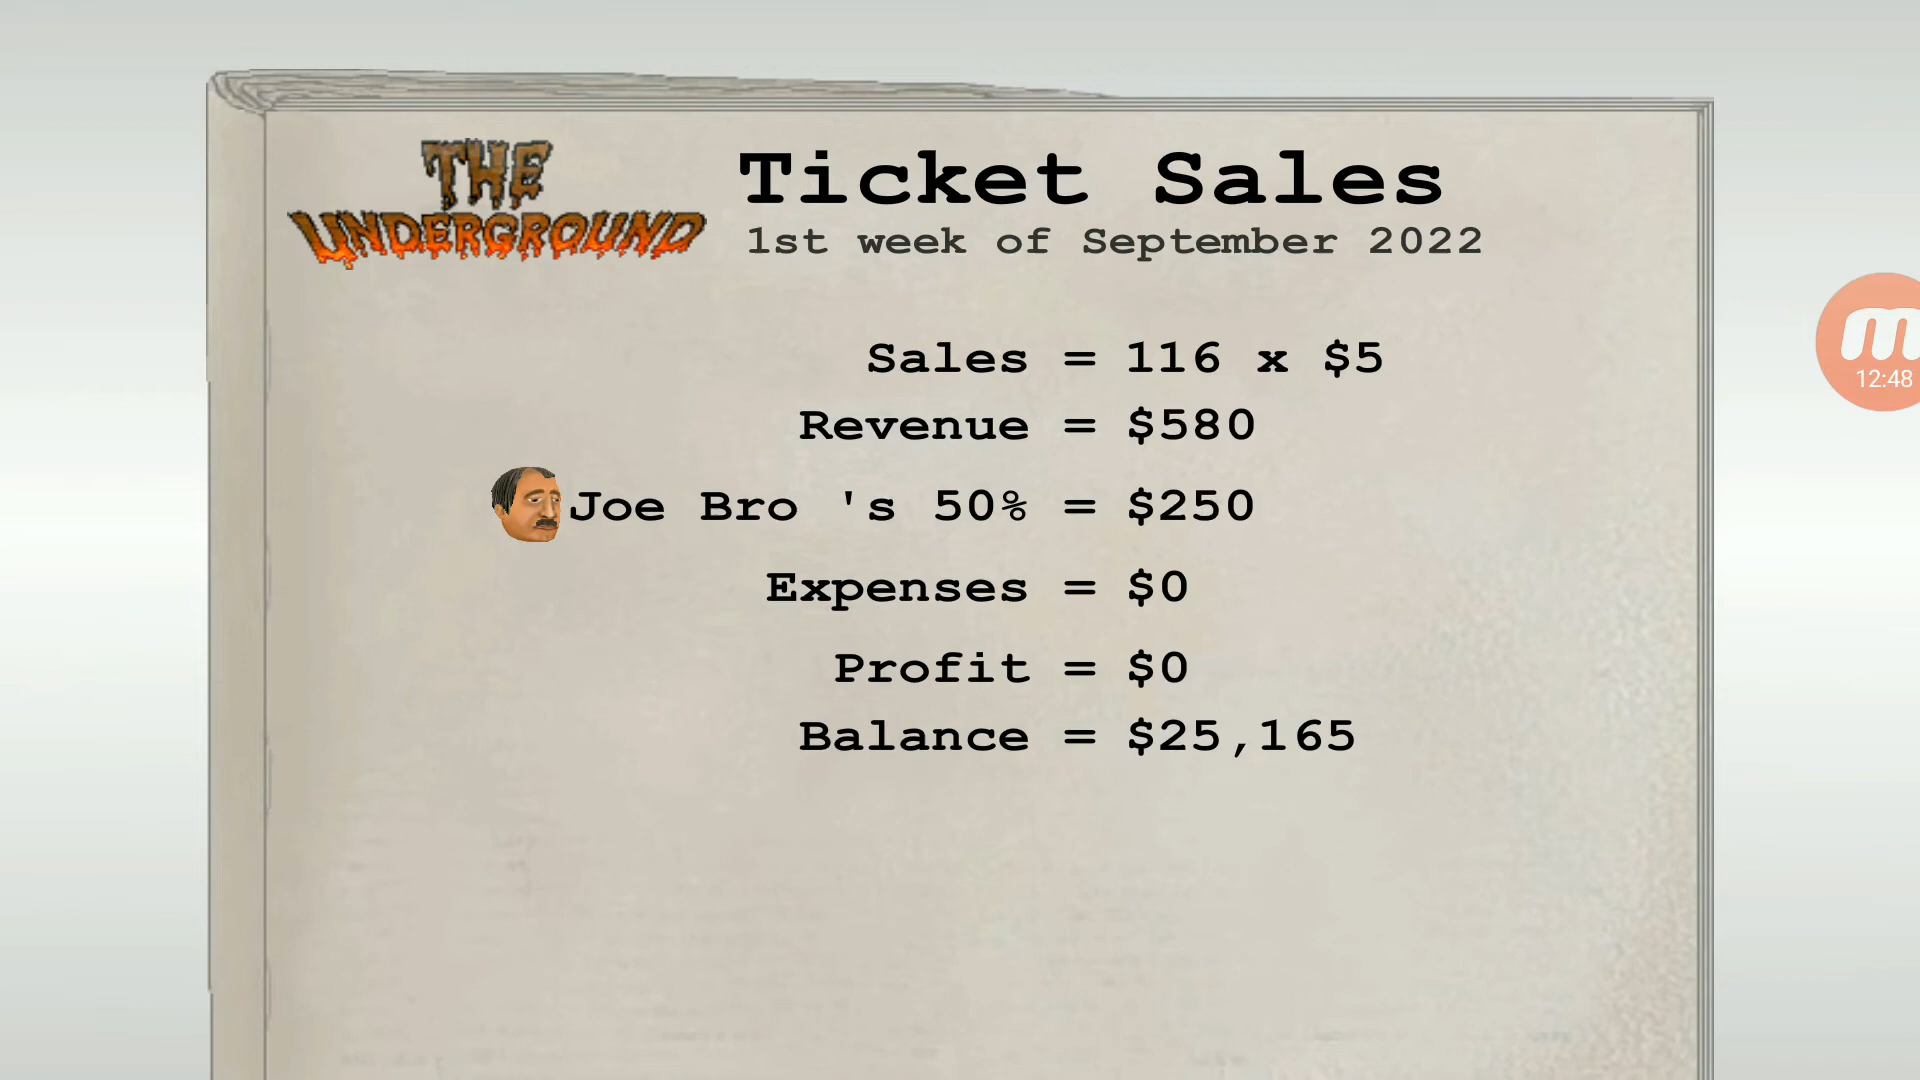 THE
UNDERGROUND
Ticket Sales
1st week of September 2022
Sales = 116 x $5
Revenue = $580
Joe Bro 's 50% = $250
Expenses = $0
Profit = $0
Balance = $25,165
12:48